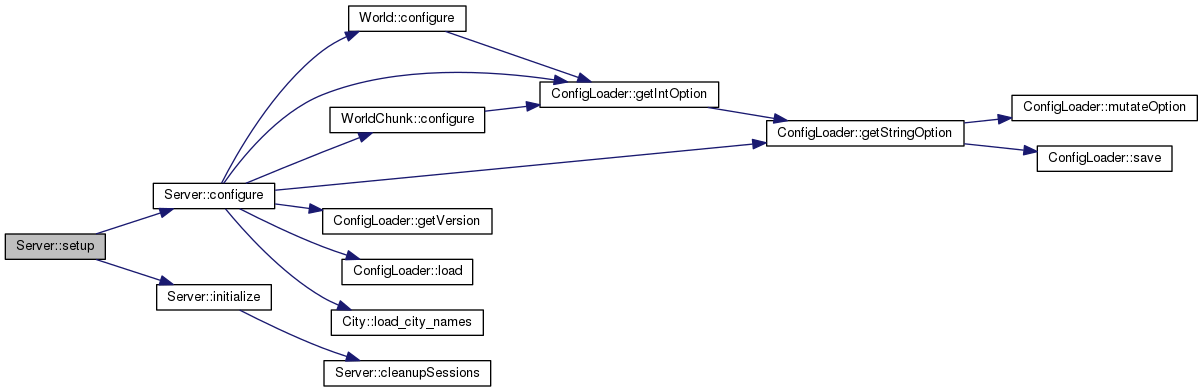 World::configure
ConfigLoader::getIntOption
ConfigLoader::mutateOption
WorldChunk::configure
ConfigLoader::getStringOption
ConfigLoader::save
Server::configure
ConfigLoader::getVersion
Server::setup
ConfigLoader::load
Server::initialize
City::load_city_names
Server::cleanupSessions